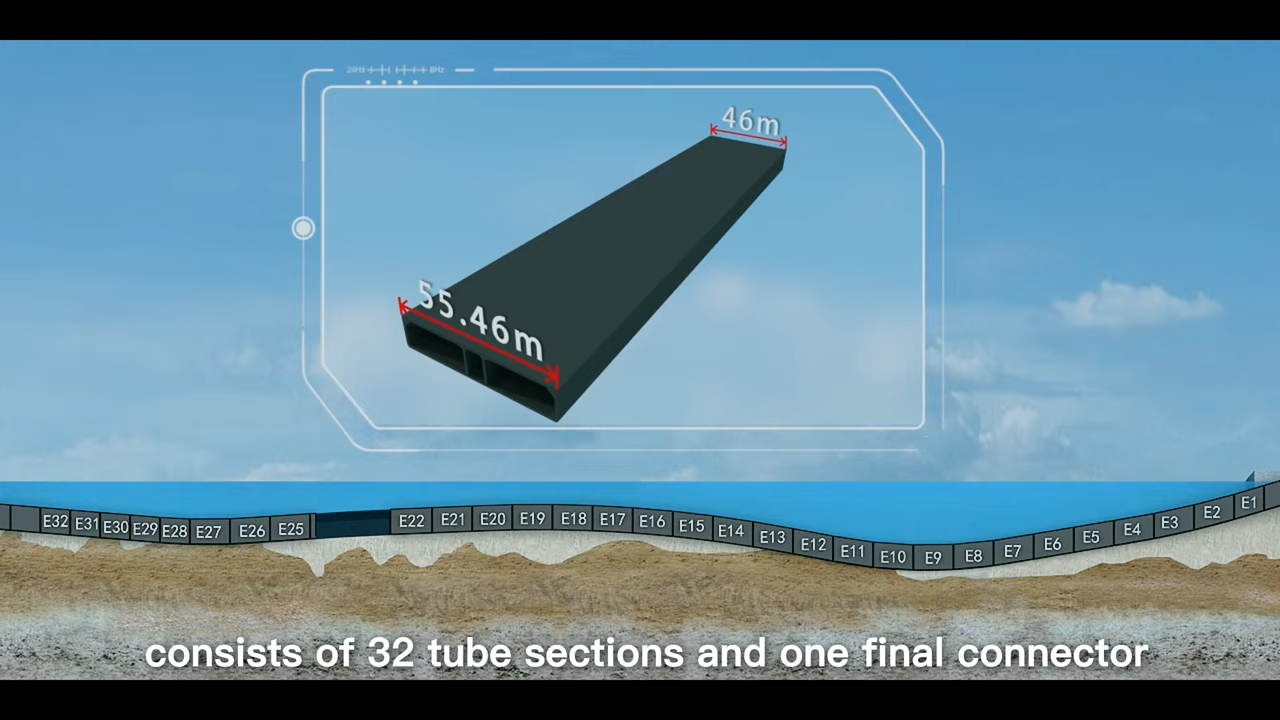 46m
55.46m
E32 E31 E30 E29 E28 E27 E26 E25 E22 E21 E20 E19 E18 E17 E16 E15 E14 E13 E12 E11 E10 E9 E8 E7 E6 E5 E4 E3 E2 E1
consists of 32 tube sections and one final connector